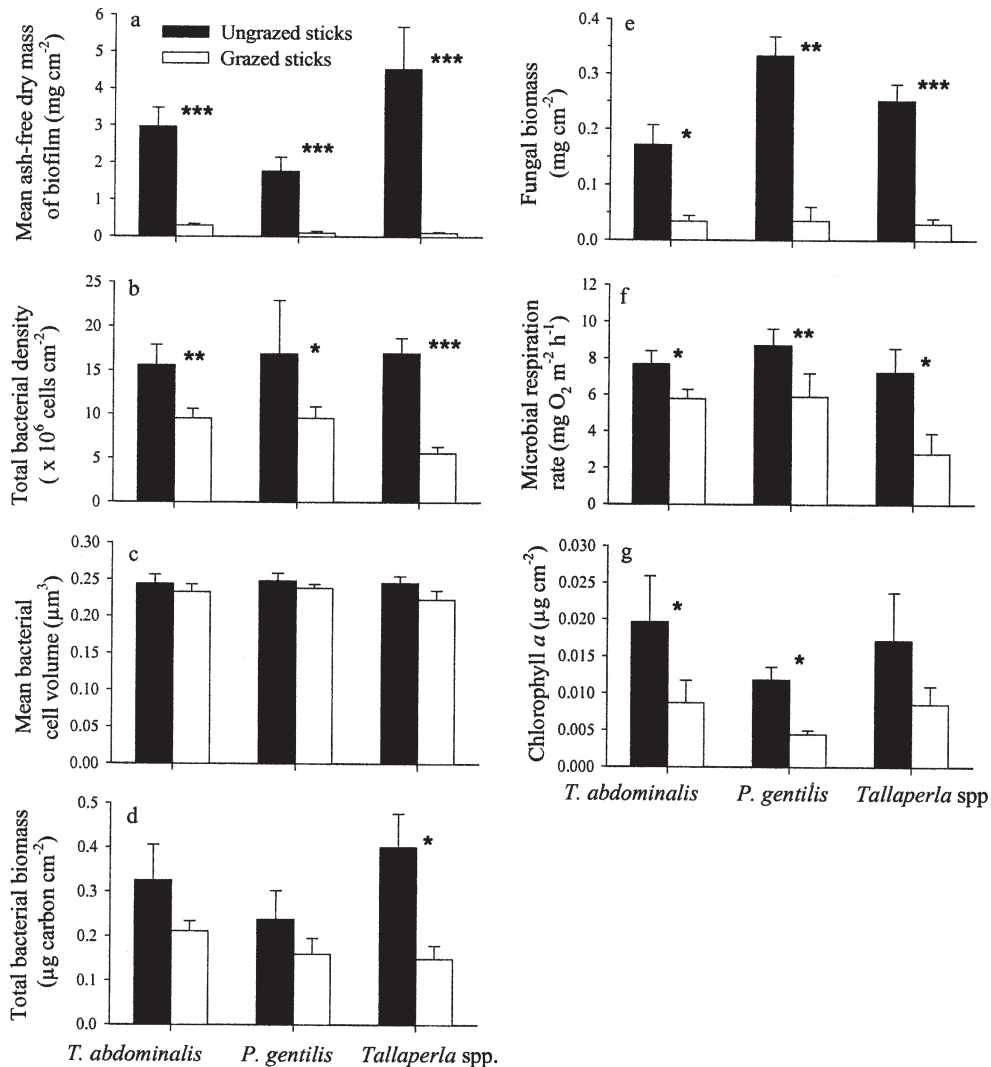 a
Ungrazed sticks
Grazed sticks
Mean ash-free dry mass
of biofilm (mg cm-2)
6
5
4
3
2
1
0
***
***
***
b
Total bacterial density
( x 10^6 cells cm-2)
25
20
15
10
5
0
**
*
***
c
Mean bacterial
cell volume (µm3)
0.30
0.25
0.20
0.15
0.10
0.05
0.00
d
Total bacterial biomass
(µg carbon cm-2)
0.5
0.4
0.3
0.2
0.1
0.0
*
T. abdominalis P. gentilis Tallaperla spp.
e
Fungal biomass
(mg cm-2)
0.4
0.3
0.2
0.1
0.0
*
**
***
f
Microbial respiration
rate (mg O2 m-2 h-1)
12
10
8
6
4
2
0
*
**
*
g
Chlorophyll a (µg cm-2)
0.030
0.025
0.020
0.015
0.010
0.005
0.000
*
*
T. abdominalis P. gentilis Tallaperla spp